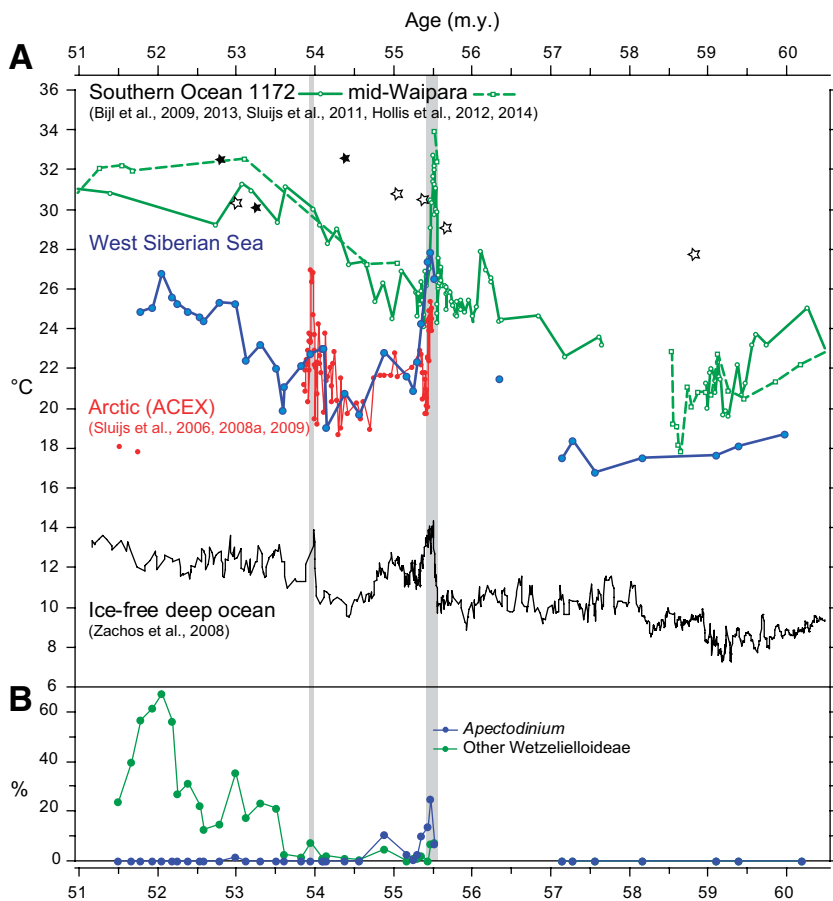 Age (m.y.)
51 52 53 54 55 56 57 58 59 60
A
36
34
32
30
28
26
24
22
20
18
16
14
12
10
8
6
°C
Southern Ocean 1172 mid-Waipara
(Bijl et al., 2009, 2013, Sluijs et al., 2011, Hollis et al., 2012, 2014)
West Siberian Sea
Arctic (ACEX)
(Sluijs et al., 2006, 2008a, 2009)
Ice-free deep ocean
(Zachos et al., 2008)
B
60
40
20
0
%
Apectodinium
Other Wetzelielloideae
51 52 53 54 55 56 57 58 59 60